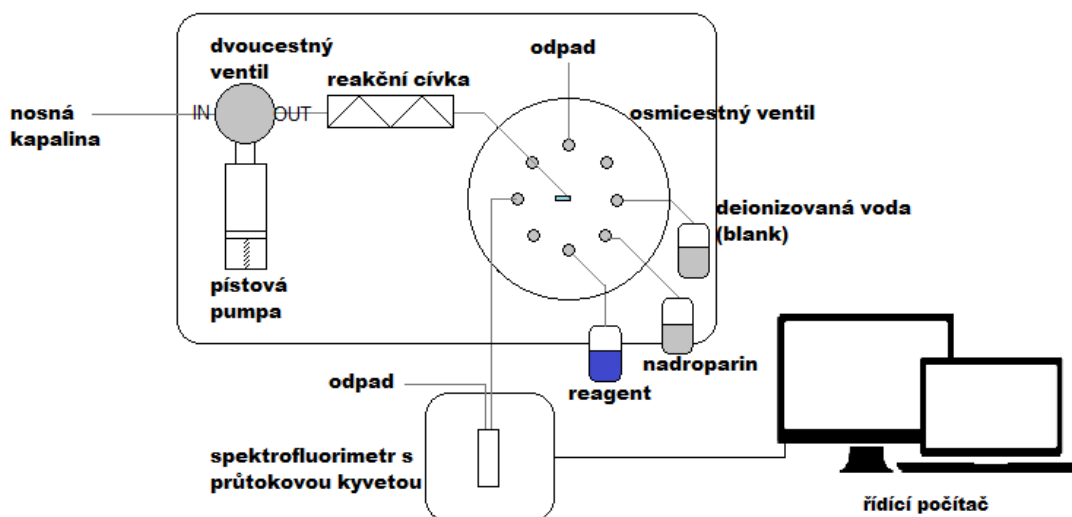 dvoucestný
ventil
odpad
reakční cívka
osmicestný ventil
nosná
kapalina
IN
OUT
deionizovaná voda
(blank)
pístová
pumpa
nadroparin
reagent
odpad
spektrofluorimetr s
průtokovou kyvetou
řídící počítač